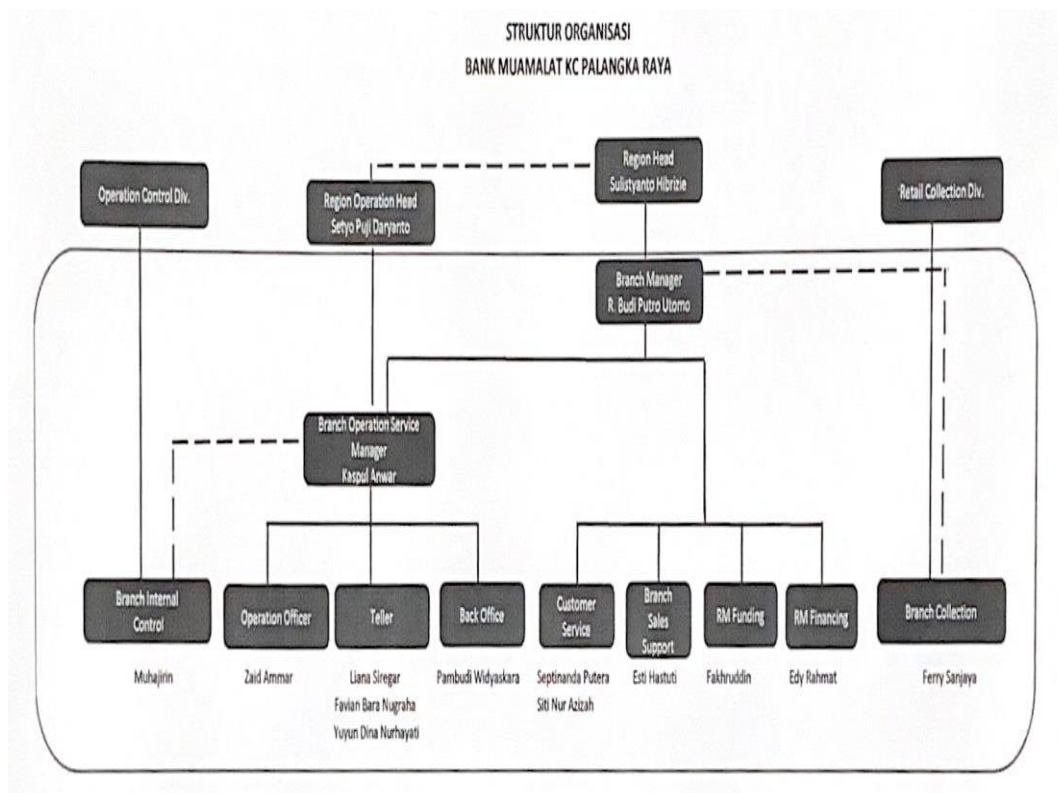 STRUKTUR ORGANISASI
BANK MUAMALAT KC PALANGKA RAYA
Region Head
Sulistyanto Hibrizie
Operation Control Div.
Region Operation Head
Setyo Puji Daryanto
Retail Collection Div.
Branch Manager
R. Budi Putro Utomo
Branch Operation Service
Manager
Kaspul Anwar
Branch Internal
Control
Operation Officer
Teller
Back Office
Customer
Service
Branch
Sales
Support
RM Funding
RM Financing
Branch Collection
Muhajirin
Zaid Ammar
Liana Siregar
Favian Bara Nugraha
Yuyun Dina Nurhayati
Pambudi Widyaskara
Septinanda Putera
Siti Nur Azizah
Esti Hastuti
Fakhruddin
Edy Rahmat
Ferry Sanjaya